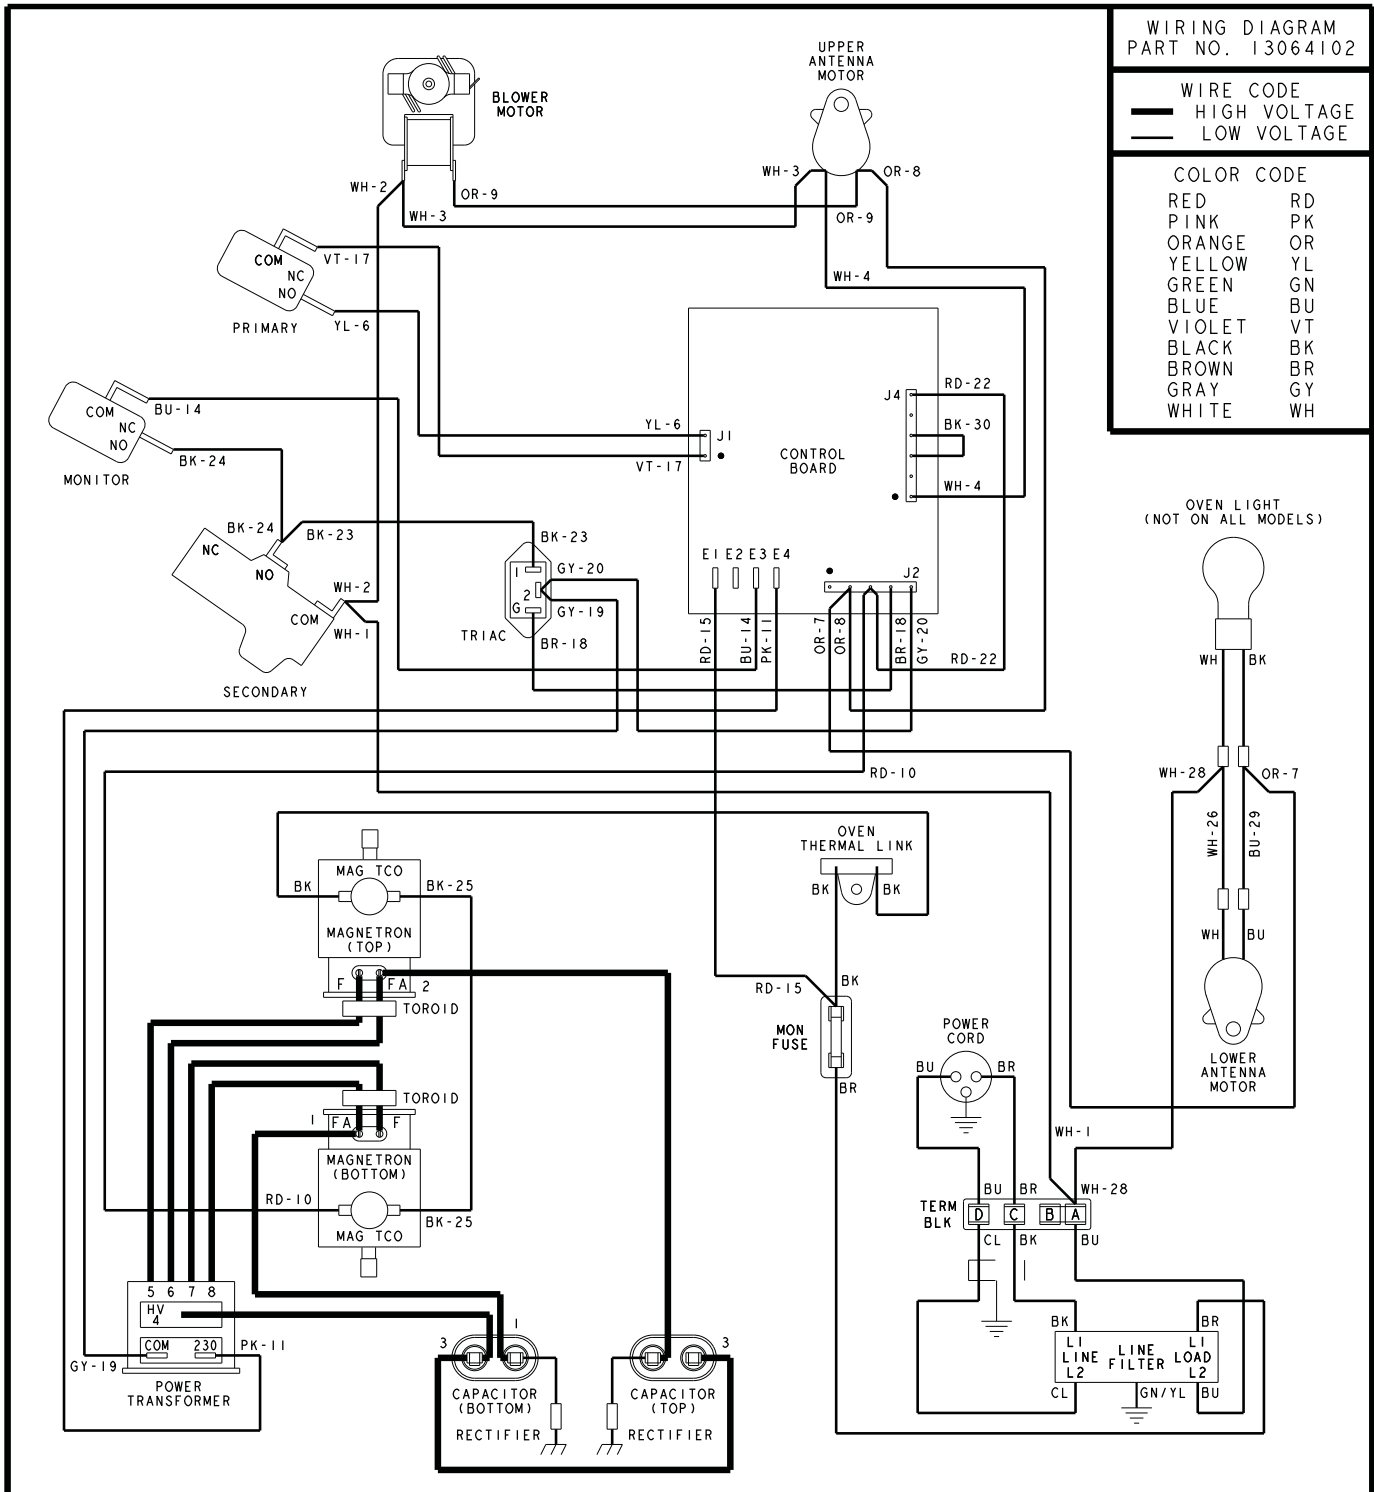 WIRING DIAGRAM
PART NO. 13064102
WIRE CODE
HIGH VOLTAGE
LOW VOLTAGE
COLOR CODE
RED RD
PINK PK
ORANGE OR
YELLOW YL
GREEN GN
BLUE BU
VIOLET VT
BLACK BK
BROWN BR
GRAY GY
WHITE WH
UPPER
ANTENNA
MOTOR
BLOWER
MOTOR
WH-3
OR-8
WH-2
OR-9
WH-3
OR-9
COM
VT-17
NC
NO
WH-4
PRIMARY
YL-6
COM
BU-14
NC
NO
BK-24
MONITOR
J4
RD-22
YL-6
J1
BK-30
VT-17
CONTROL
BOARD
WH-4
OVEN LIGHT
(NOT ON ALL MODELS)
BK-24
BK-23
NC
NO
WH-2
COM
WH-1
SECONDARY
BK-23
1
GY-20
2
GY-19
G
TRIAC
BR-18
E1 E2 E3 E4
J2
RD-15
BU-14
PK-11
OR-7
OR-8
BR-18
GY-20
RD-22
WH
BK
RD-10
WH-28
OR-7
WH-26
BU-29
WH
BU
LOWER
ANTENNA
MOTOR
OVEN
THERMAL LINK
BK
BK
MAG TCO
BK
BK-25
MAGNETRON
(TOP)
F
FA
2
TOROID
RD-15
BK
MON
FUSE
BR
POWER
CORD
BU
BR
TOROID
1
FA
F
MAGNETRON
(BOTTOM)
RD-10
BK-25
MAG TCO
WH-1
BU
BR
WH-28
TERM
BLK
D
C
B
A
CL
BK
BU
5 6 7 8
HV
4
COM
230
PK-11
GY-19
POWER
TRANSFORMER
3
1
CAPACITOR
(BOTTOM)
RECTIFIER
3
CAPACITOR
(TOP)
RECTIFIER
BK
BR
L1
L1
LINE
LINE
FILTER
LOAD
L2
L2
CL
GN/YL
BU